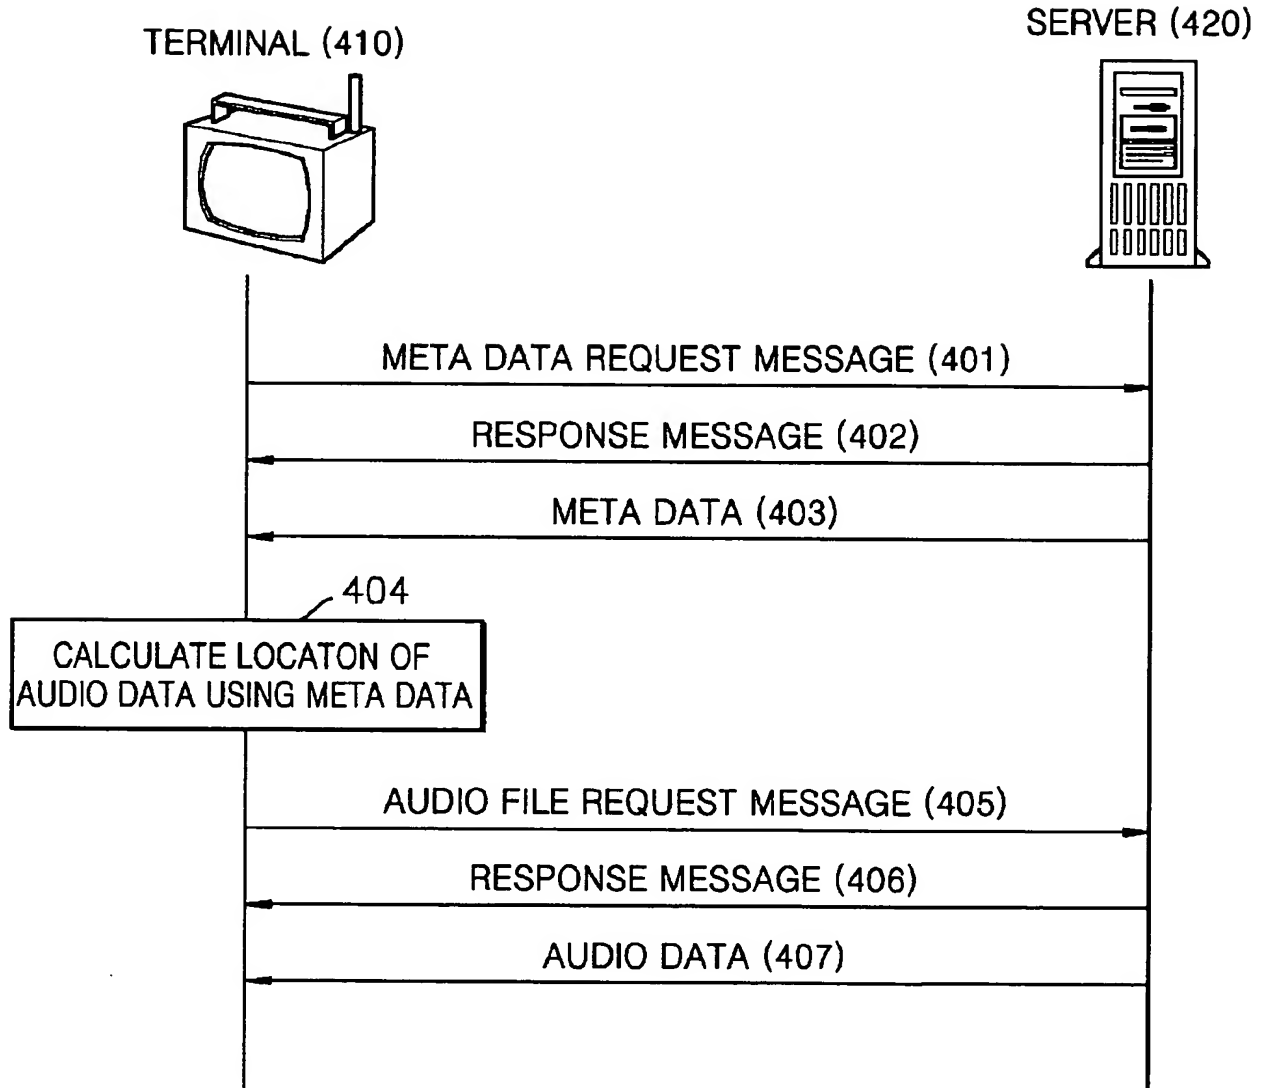 TERMINAL (410)
SERVER (420)
META DATA REQUEST MESSAGE (401)
RESPONSE MESSAGE (402)
META DATA (403)
404
CALCULATE LOCATON OF
AUDIO DATA USING META DATA
AUDIO FILE REQUEST MESSAGE (405)
RESPONSE MESSAGE (406)
AUDIO DATA (407)